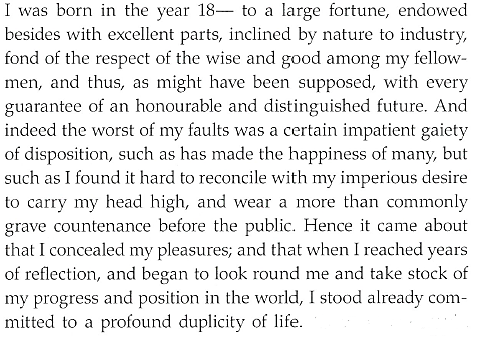 I was born in the year 18— to a large fortune, endowed
besides with excellent parts, inclined by nature to industry,
fond of the respect of the wise and good among my fellow-
men, and thus, as might have been supposed, with every
guarantee of an honourable and distinguished future. And
indeed the worst of my faults was a certain impatient gaiety
of disposition, such as has made the happiness of many, but
such as I found it hard to reconcile with my imperious desire
to carry my head high, and wear a more than commonly
grave countenance before the public. Hence it came about
that I concealed my pleasures; and that when I reached years
of reflection, and began to look round me and take stock of
my progress and position in the world, I stood already com-
mitted to a profound duplicity of life.